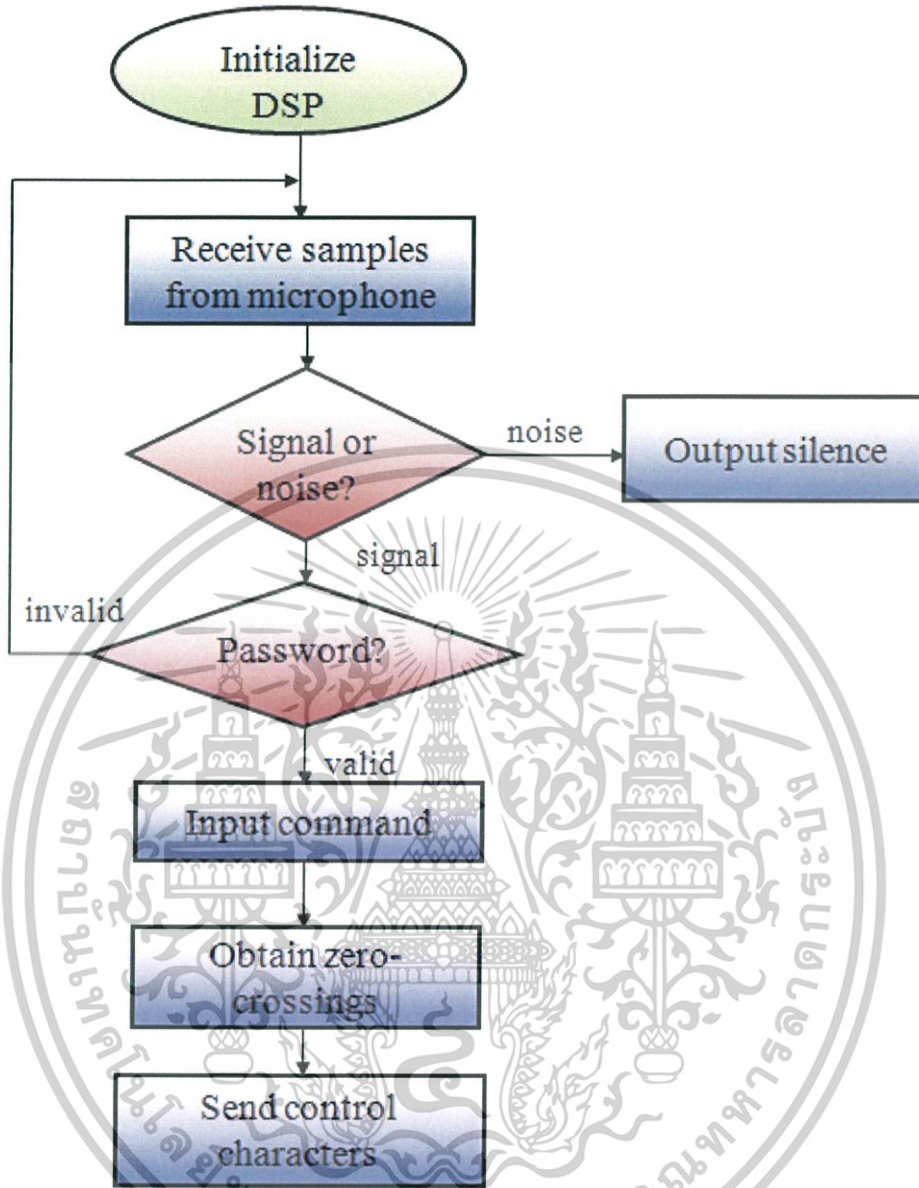 Initialize
DSP
Receive samples
from microphone
Signal or
noise?
noise
Output silence
signal
invalid
Password?
valid
Input command
Obtain zero-
crossings
Send control
characters